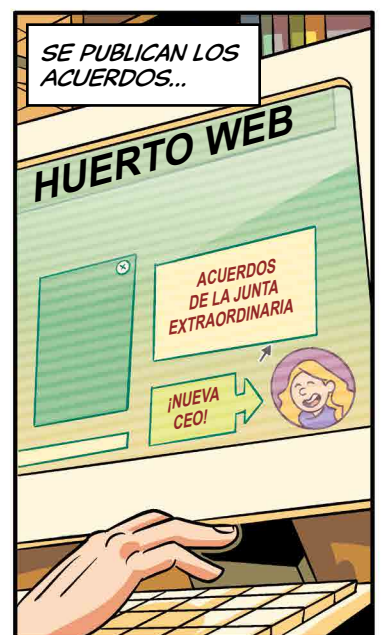 SE PUBLICAN LOS
ACUERDOS...
HUERTO WEB
ACUERDOS
DE LA JUNTA
EXTRAORDINARIA
¡NUEVA
CEO!